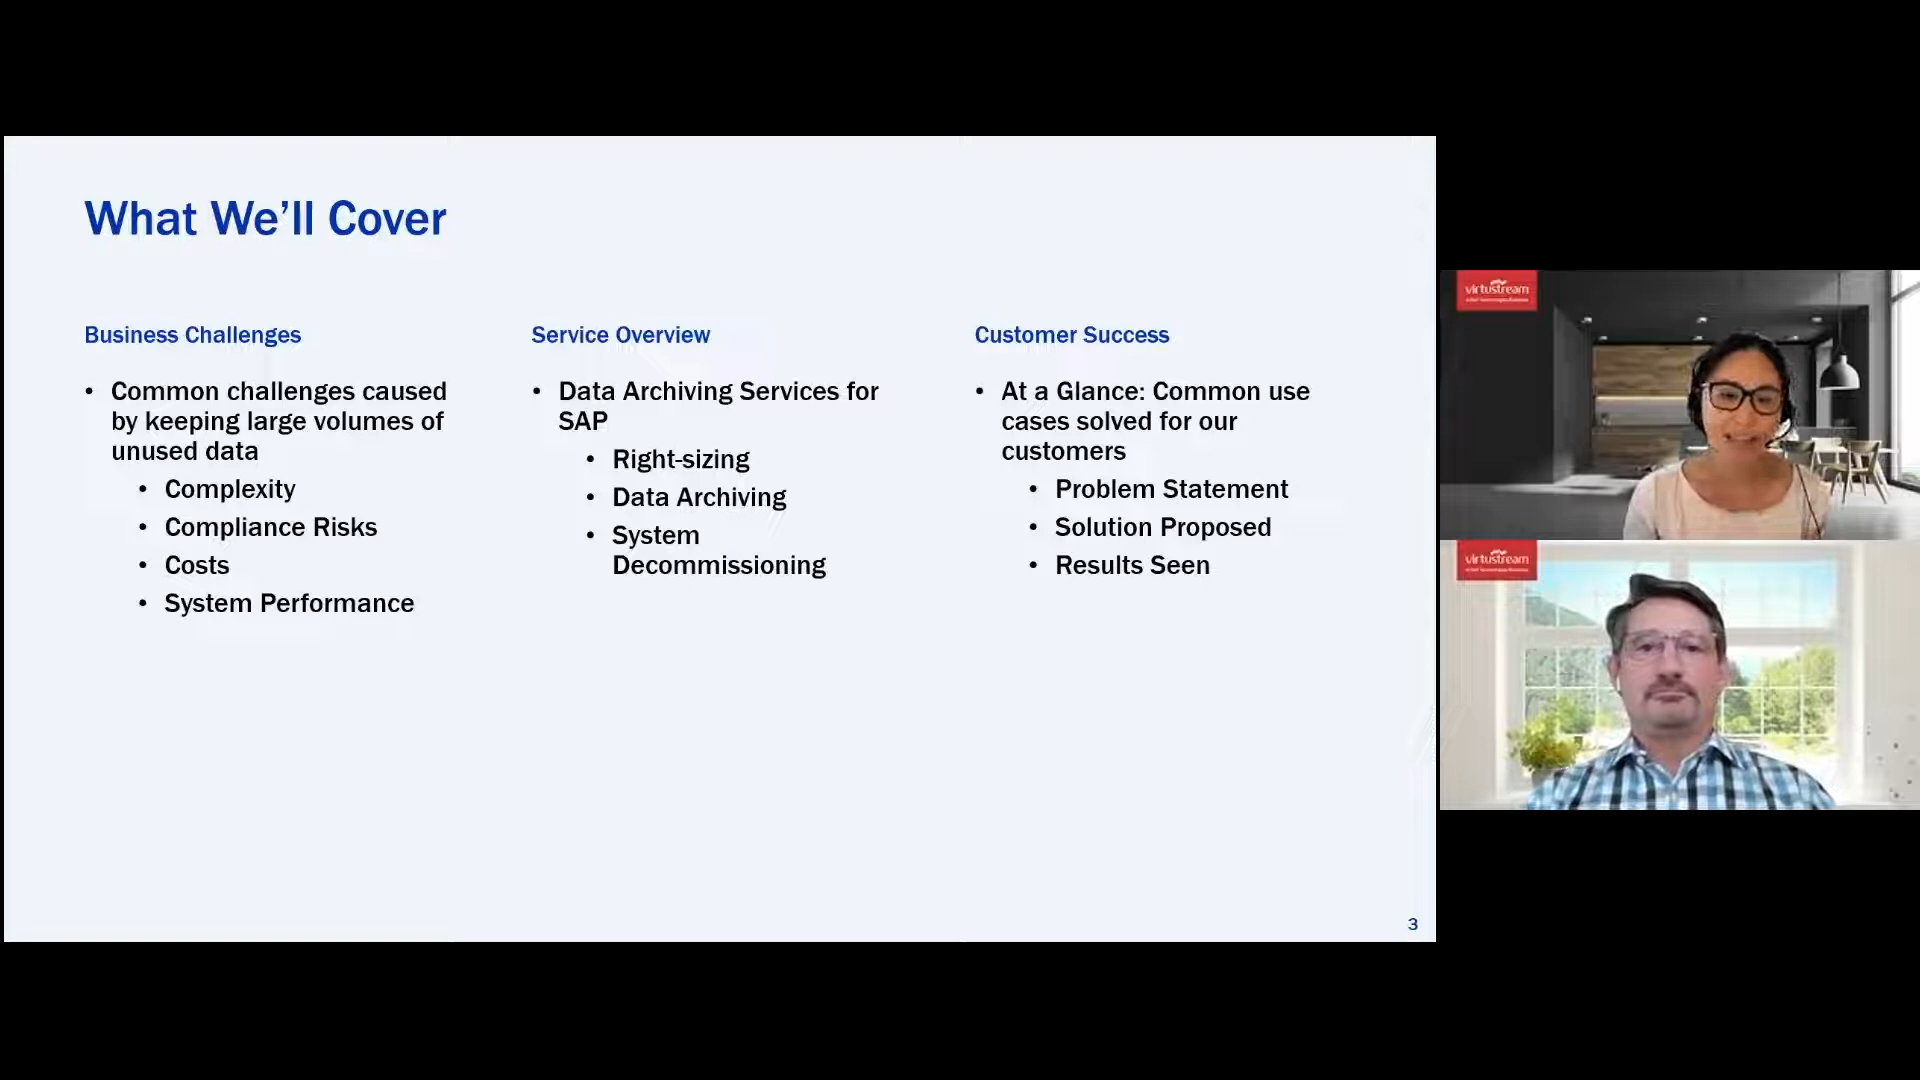 What We’ll Cover
Business Challenges
• Common challenges caused
by keeping large volumes of
unused data
• Complexity
• Compliance Risks
• Costs
• System Performance
Service Overview
• Data Archiving Services for
SAP
• Right-sizing
• Data Archiving
• System
Decommissioning
Customer Success
• At a Glance: Common use
cases solved for our
customers
• Problem Statement
• Solution Proposed
• Results Seen
3
virtustream
virtustream